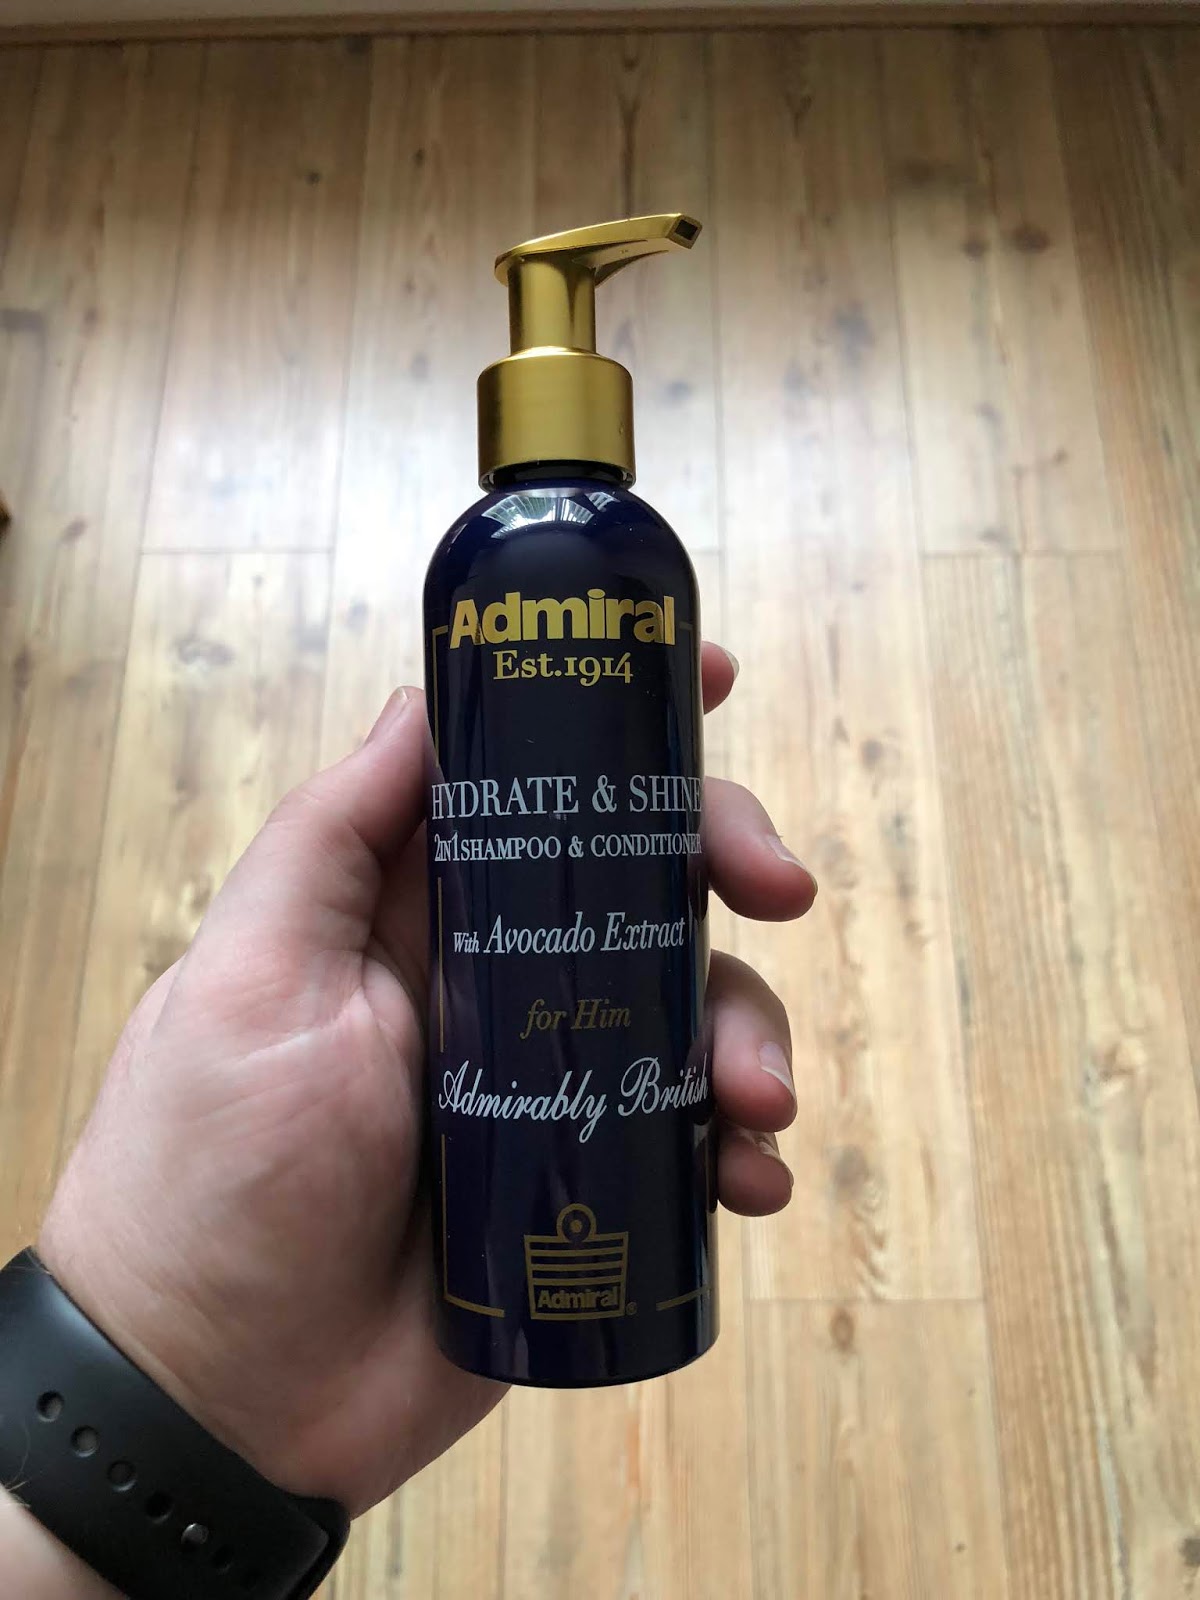 Admiral
Est.1914
HYDRATE & SHINE
2IN1 SHAMPOO & CONDITIONER
With Avocado Extract
for Him
Admirably British
Admiral®